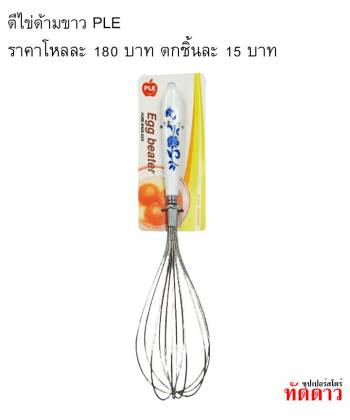 ตีไข่ด้ามขาว PLE
ราคาโหลละ 180 บาท ตกชิ้นละ 15 บาท
PLE
Egg beater
ซุปเปอร์สโตร์
ทัดดาว